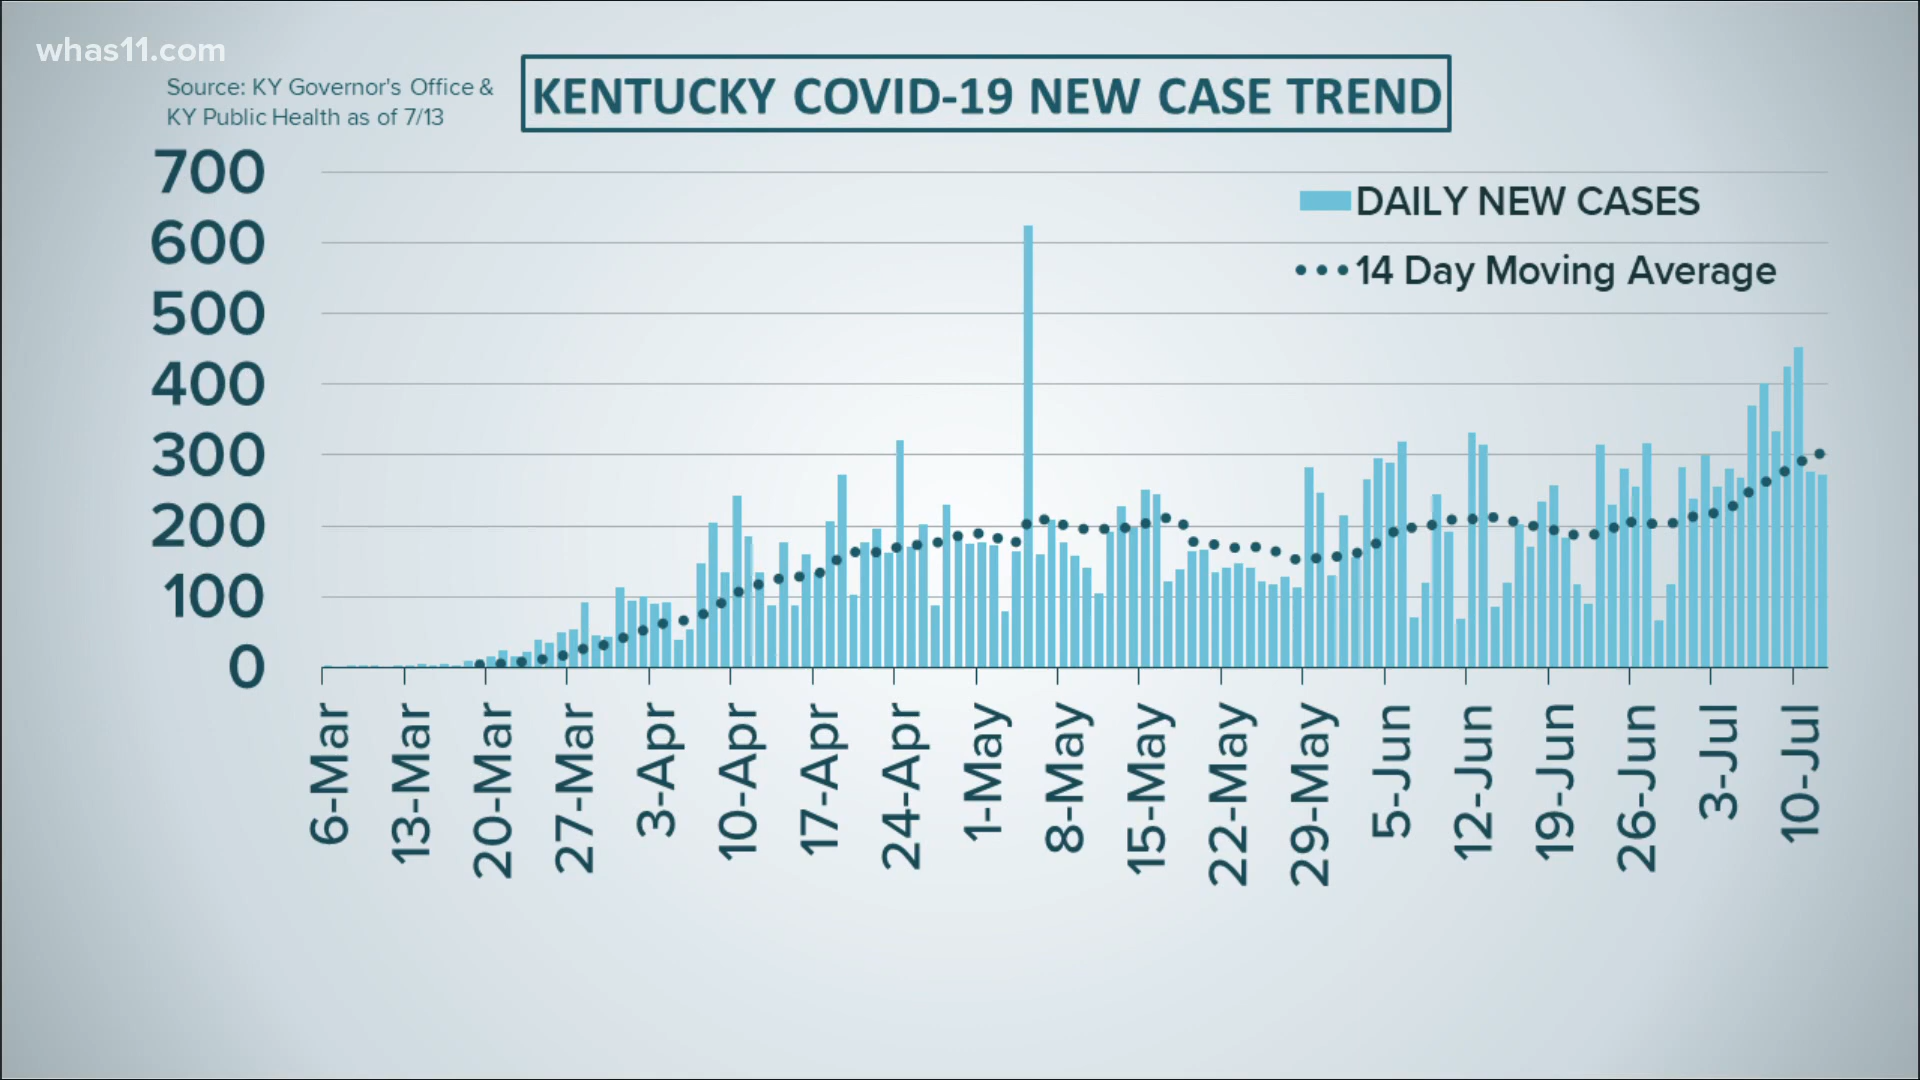 whas11.com
Source: KY Governor's Office &
KY Public Health as of 7/13
KENTUCKY COVID-19 NEW CASE TREND
DAILY NEW CASES
14 Day Moving Average
700
600
500
400
300
200
100
0
6-Mar
13-Mar
20-Mar
27-Mar
3-Apr
10-Apr
17-Apr
24-Apr
1-May
8-May
15-May
22-May
29-May
5-Jun
12-Jun
19-Jun
26-Jun
3-Jul
10-Jul